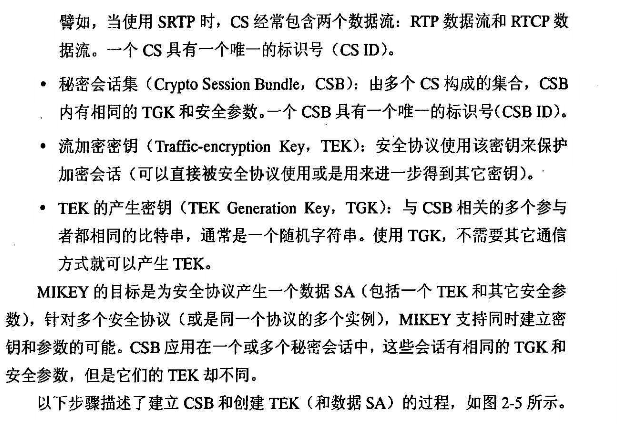 譬如，当使用 SRTP 时，CS 经常包含两个数据流：RTP 数据流和 RTCP 数
据流。一个 CS 具有一个唯一的标识号（CS ID）。
• 秘密会话集（Crypto Session Bundle，CSB）：由多个 CS 构成的集合，CSB
内有相同的 TGK 和安全参数。一个 CSB 具有一个唯一的标识号（CSB ID）。
• 流加密密钥（Traffic-encryption Key，TEK）：安全协议使用该密钥来保护
加密会话（可以直接被安全协议使用或是用来进一步得到其它密钥）。
• TEK 的产生密钥（TEK Generation Key，TGK）：与 CSB 相关的多个参与
者都相同的比特串，通常是一个随机字符串。使用 TGK，不需要其它通信
方式就可以产生 TEK。
MIKEY 的目标是为安全协议产生一个数据 SA（包括一个 TEK 和其它安全参
数），针对多个安全协议（或是同一个协议的多个实例），MIKEY 支持同时建立密
钥和参数的可能。CSB 应用在一个或多个秘密会话中，这些会话有相同的 TGK 和
安全参数，但是它们的 TEK 却不同。
以下步骤描述了建立 CSB 和创建 TEK（和数据 SA）的过程，如图 2-5 所示。